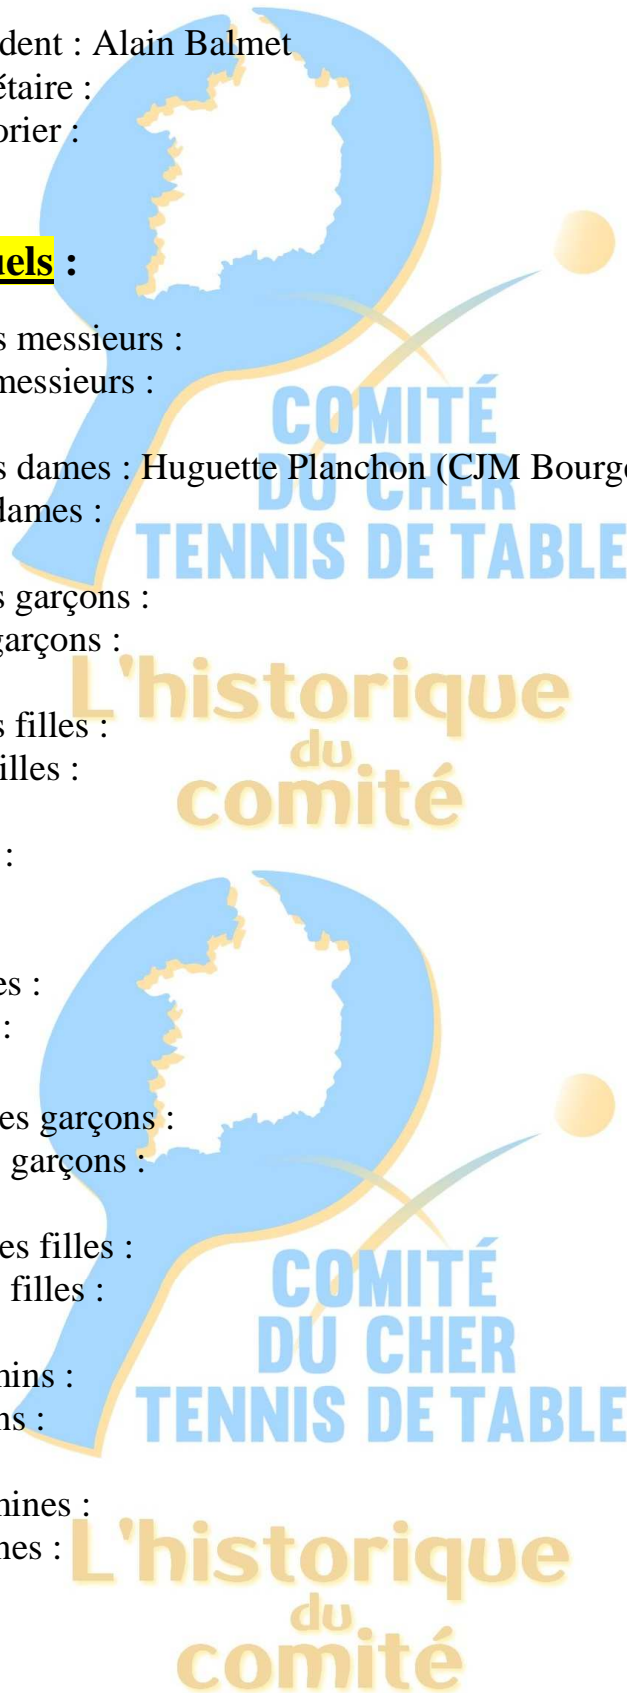 dent : Alain Balmet
étaire :
orier :
uels :
s messieurs :
messieurs :
s dames : Huguette Planchon (CJM Bourg
dames :
s garçons :
garçons :
s filles :
illes :
:
es :
:
es garçons :
garçons :
es filles :
filles :
nins :
ns :
nines :
nes :
COMITÉ
DU CHER
TENNIS DE TABLE
L'historique
du
comité
COMITÉ
DU CHER
TENNIS DE TABLE
L'historique
du
comité